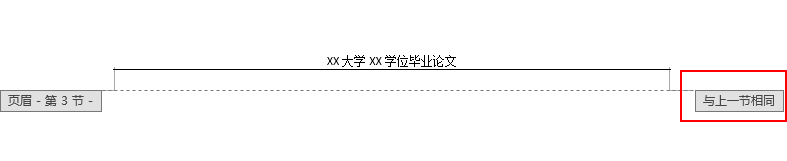 XX 大学 XX 学位毕业论文
页眉 - 第 3 节 -
与上一节相同